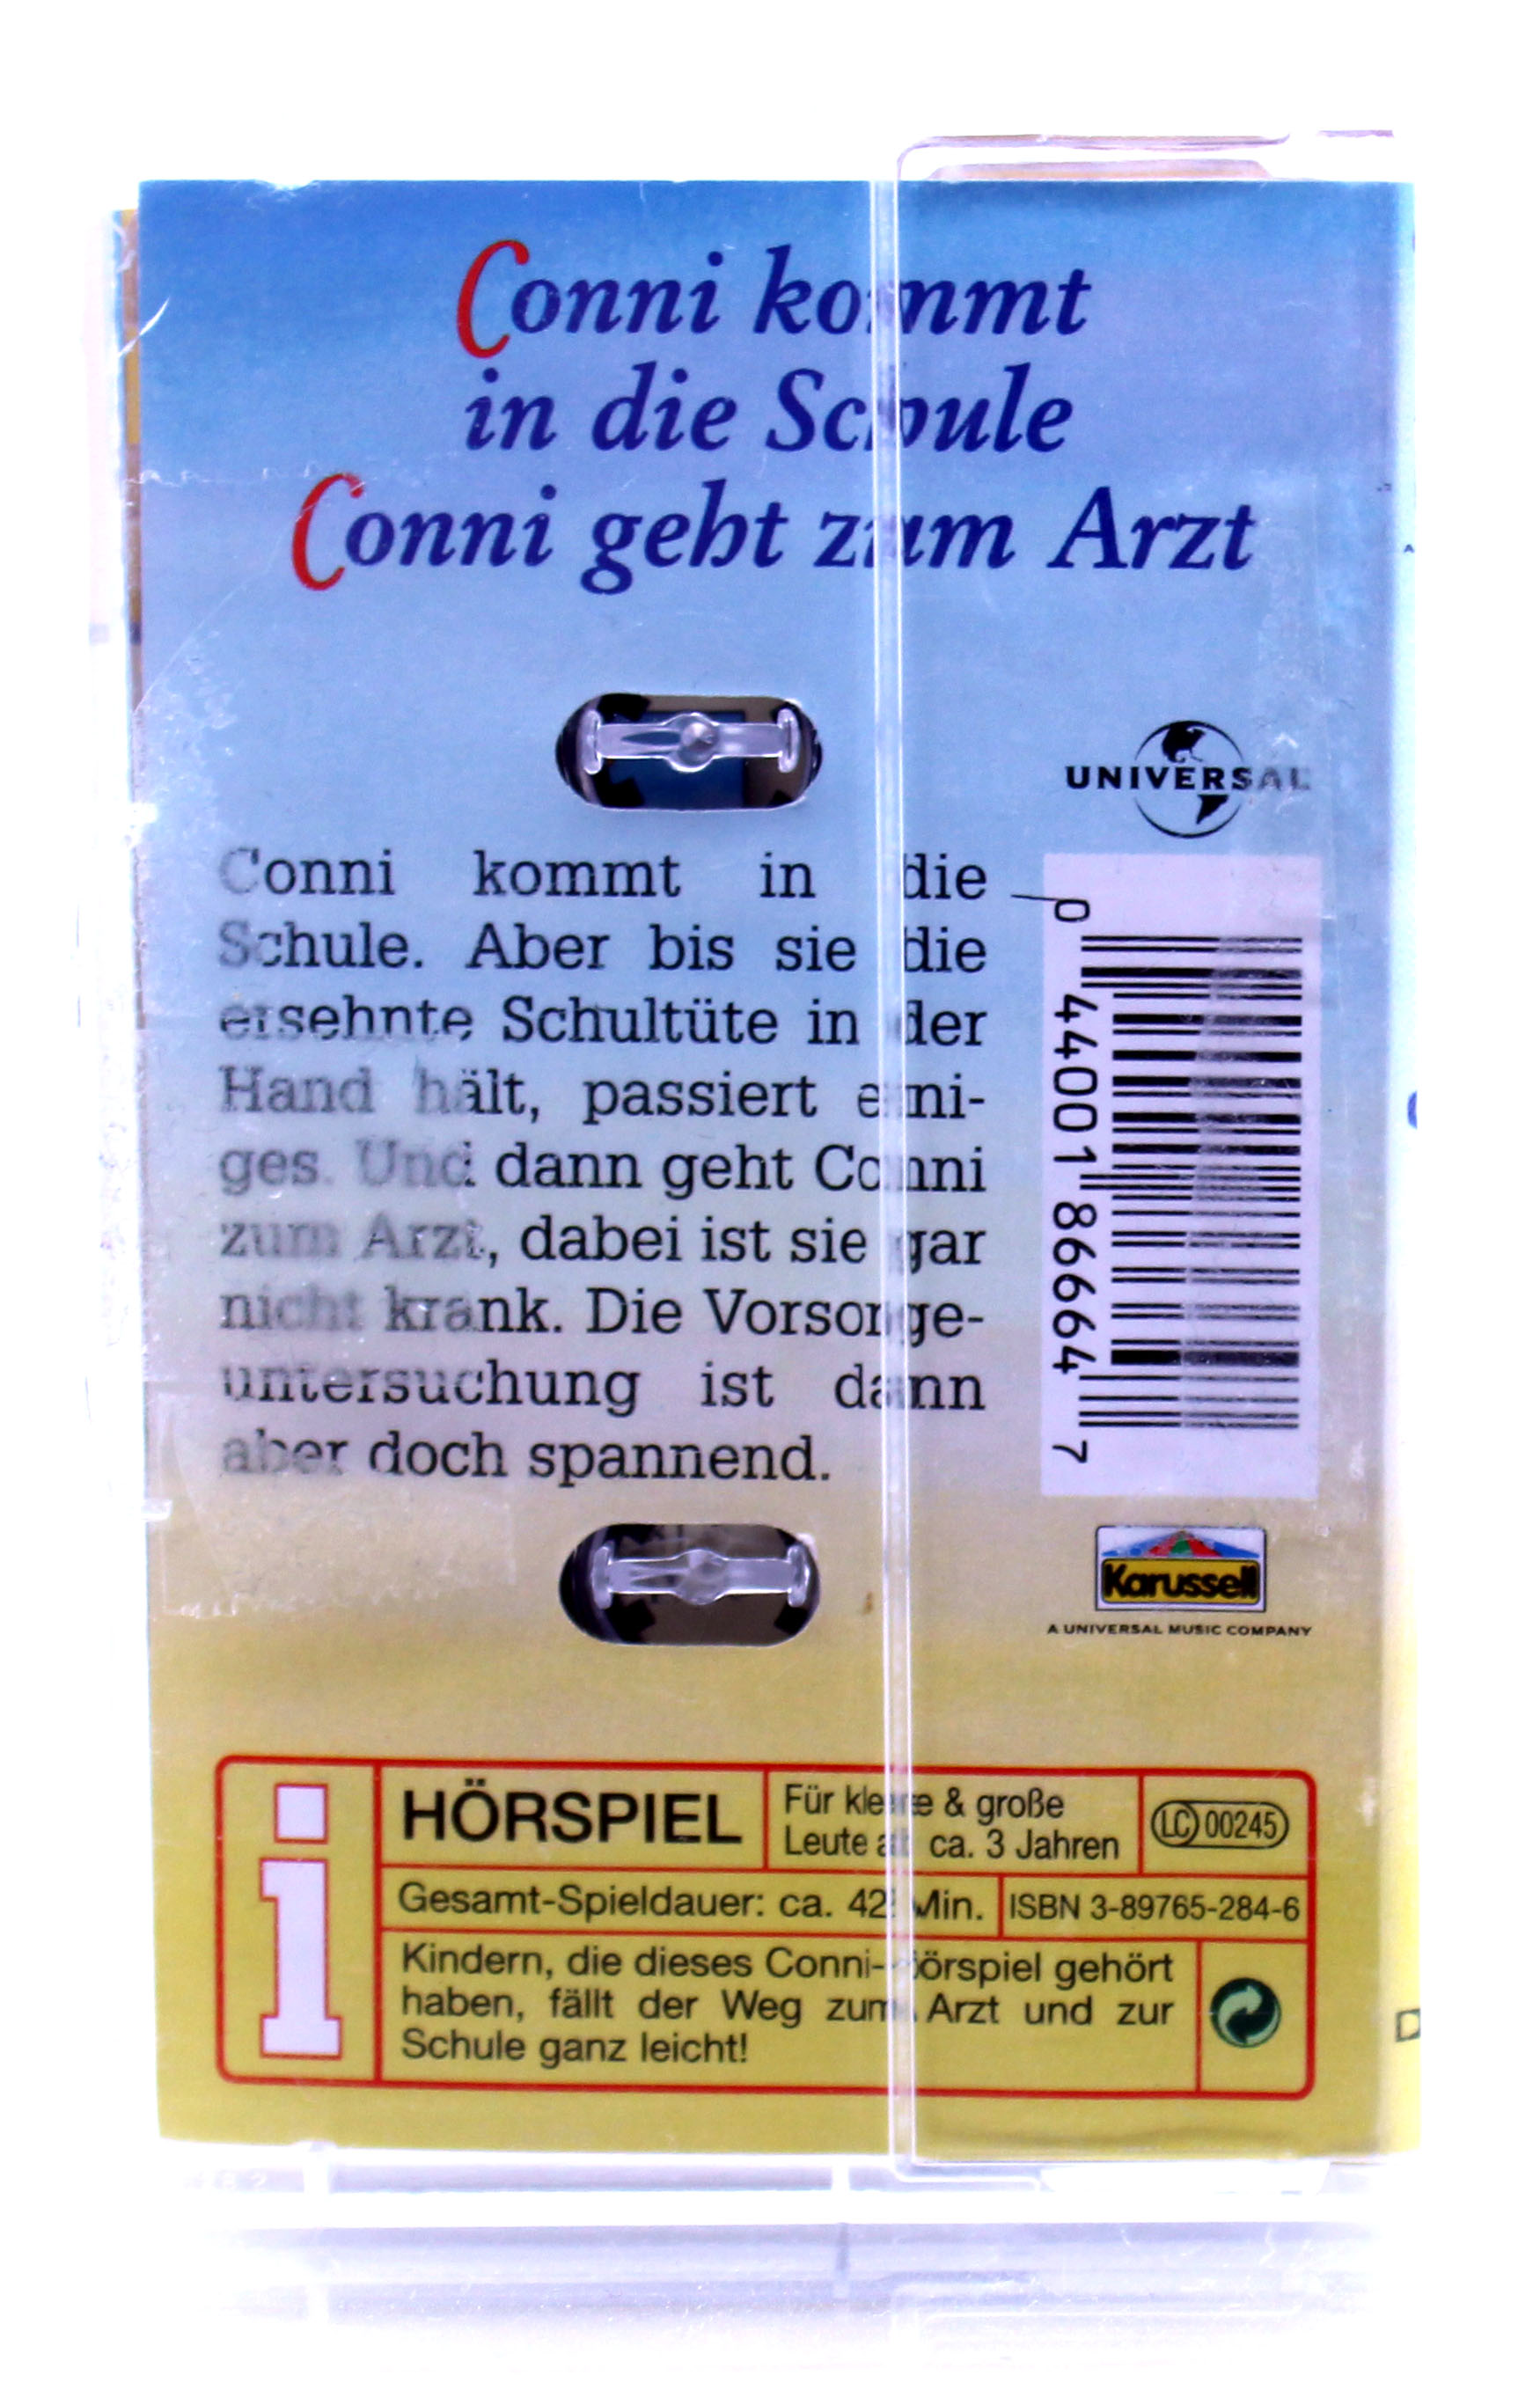 Conni kommt
in die Schule
Conni geht zum Arzt
UNIVERSAL
Conni kommt in die
Schule. Aber bis sie die
ersehnte Schultüte in der
Hand hält, passiert eini-
ges. Und dann geht Conni
zum Arzt, dabei ist sie gar
nicht krank. Die Vorsorge-
untersuchung ist dann
aber doch spannend.
0 44001 86664 7
Karussell
A UNIVERSAL MUSIC COMPANY
i
HÖRSPIEL
Für kleine & große
Leute ab ca. 3 Jahren
LC 00245
Gesamt-Spieldauer: ca. 42 Min.
ISBN 3-89765-284-6
Kindern, die dieses Conni-Hörspiel gehört
haben, fällt der Weg zum Arzt und zur
Schule ganz leicht!